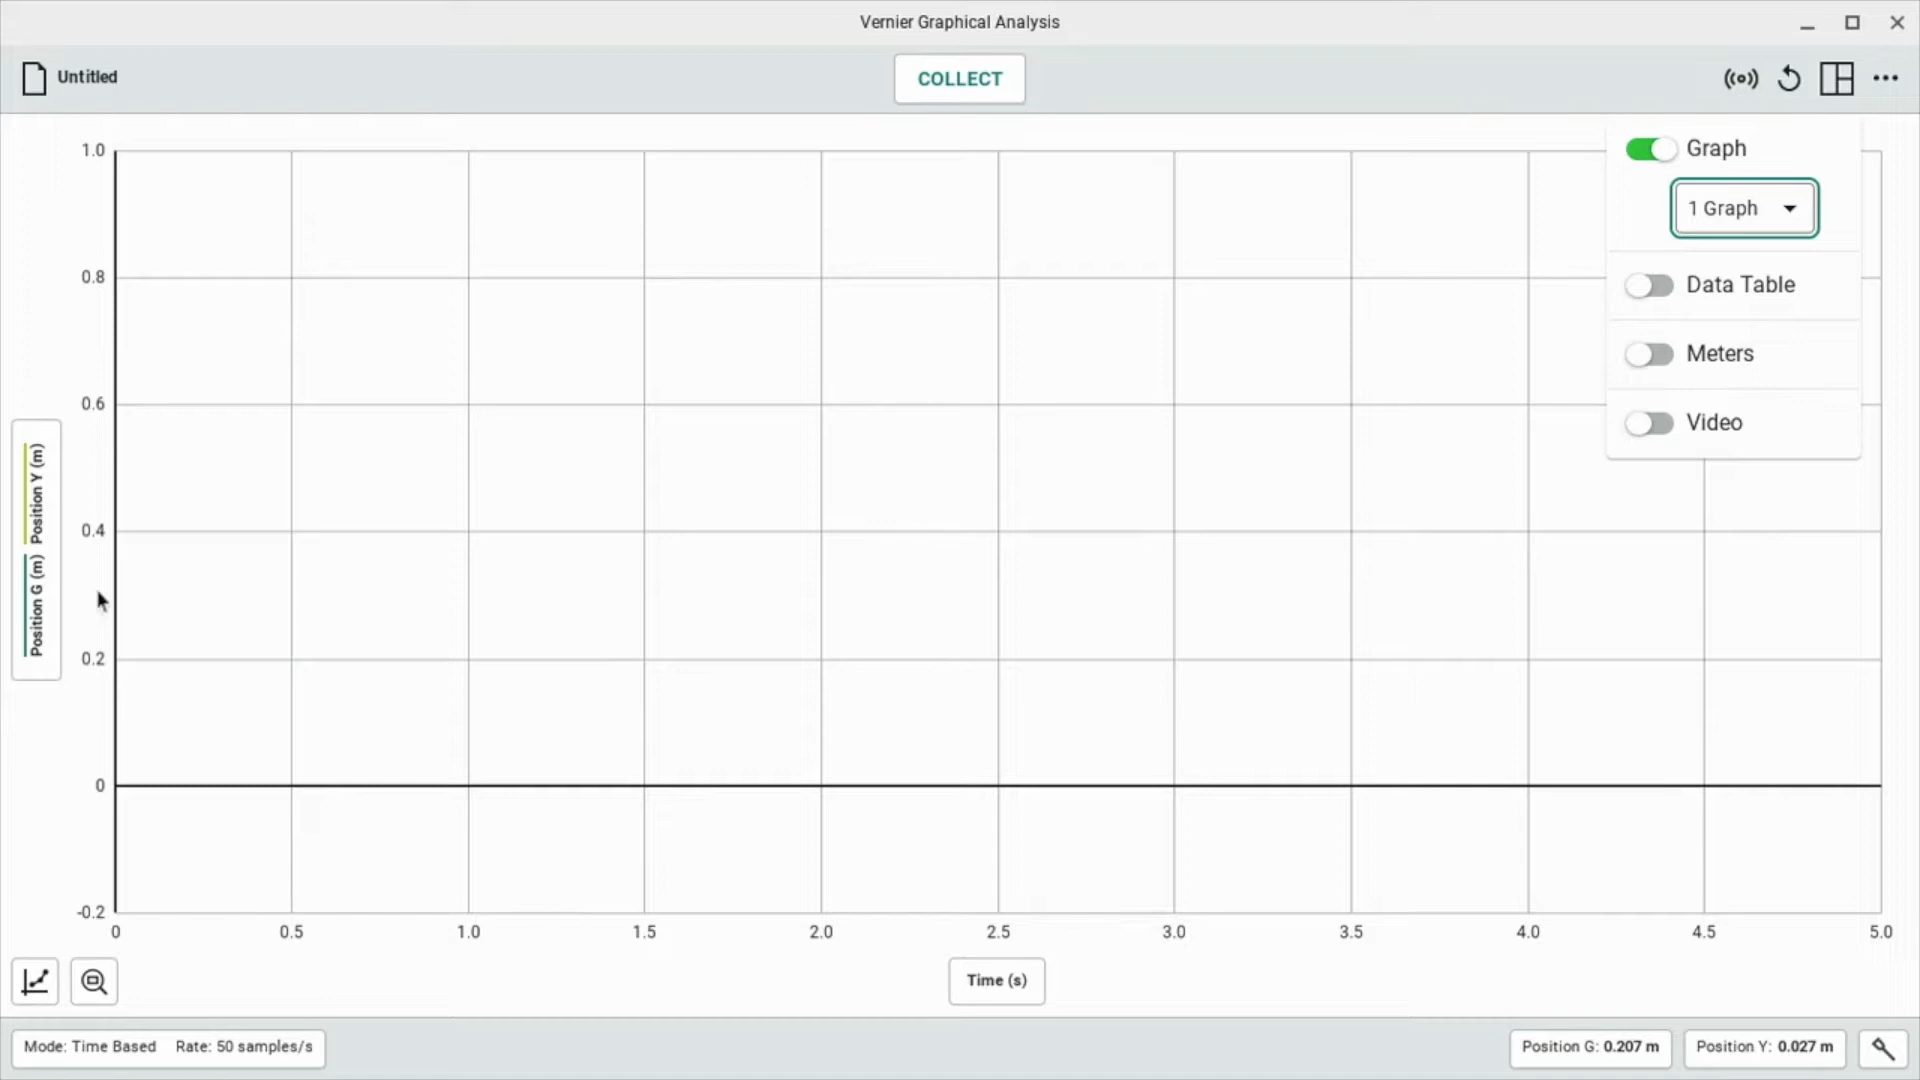 Vernier Graphical Analysis
Untitled
COLLECT
Graph
1 Graph
Data Table
Meters
Video
1.0
0.8
0.6
0.4
0.2
0
-0.2
Position Y (m)
Position G (m)
0 0.5 1.0 1.5 2.0 2.5 3.0 3.5 4.0 4.5 5.0
Time (s)
Mode: Time Based Rate: 50 samples/s
Position G: 0.207 m
Position Y: 0.027 m